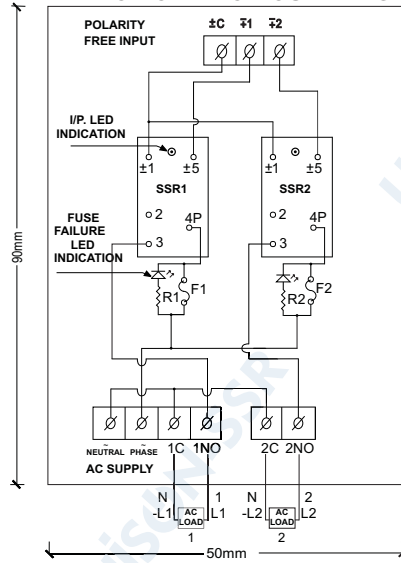 POLARITY
FREE INPUT
±C ∓1 ∓2
I/P. LED
INDICATION
±1 ±5
SSR1
2
4P
3
±1 ±5
SSR2
2
4P
3
FUSE
FAILURE
LED
INDICATION
R1 F1
R2 F2
90mm
~ ~
NEUTRAL PHASE 1C 1NO 2C 2NO
AC SUPPLY
N 1 N 2
-L1 AC LOAD L1 -L2 AC LOAD L2
1 2
50mm